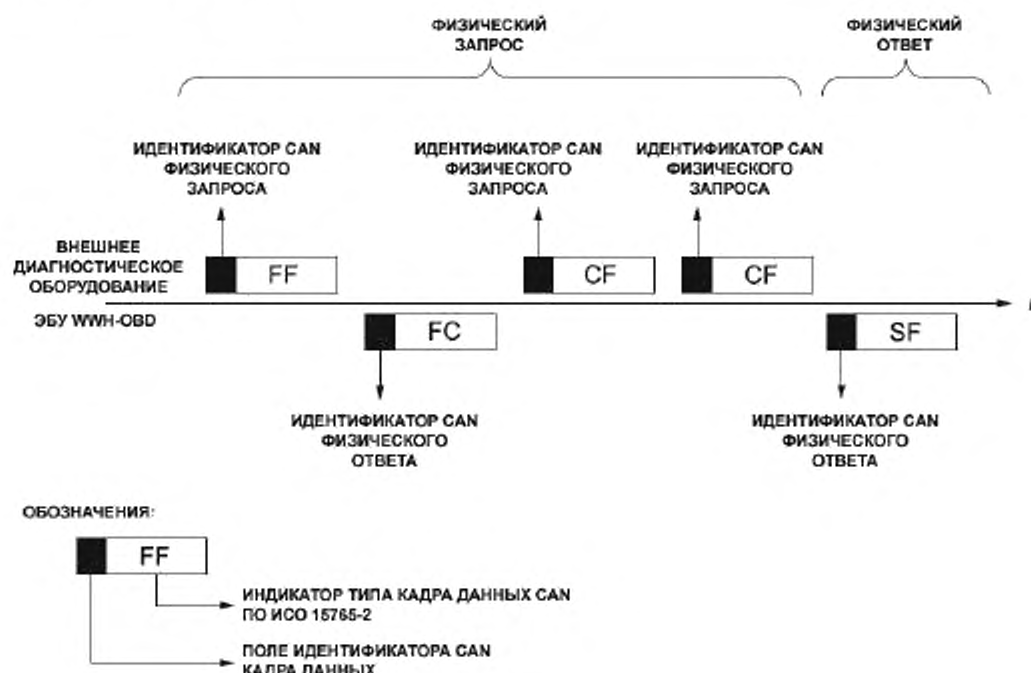 ФИЗИЧЕСКИЙ
ЗАПРОС
ФИЗИЧЕСКИЙ
ОТВЕТ
ИДЕНТИФИКАТОР CAN
ФИЗИЧЕСКОГО
ЗАПРОСА
ИДЕНТИФИКАТОР CAN
ФИЗИЧЕСКОГО
ЗАПРОСА
ИДЕНТИФИКАТОР CAN
ФИЗИЧЕСКОГО
ЗАПРОСА
ВНЕШНЕЕ
ДИАГНОСТИЧЕСКОЕ
ОБОРУДОВАНИЕ
FF
CF
CF
ЭБУ WWH-OBD
FC
SF
ИДЕНТИФИКАТОР CAN
ФИЗИЧЕСКОГО
ОТВЕТА
ИДЕНТИФИКАТОР CAN
ФИЗИЧЕСКОГО
ОТВЕТА
ОБОЗНАЧЕНИЯ:
FF
ИНДИКАТОР ТИПА КАДРА ДАННЫХ CAN
ПО ИСО 15765-2
ПОЛЕ ИДЕНТИФИКАТОРА CAN
КАДРА ДАННЫХ